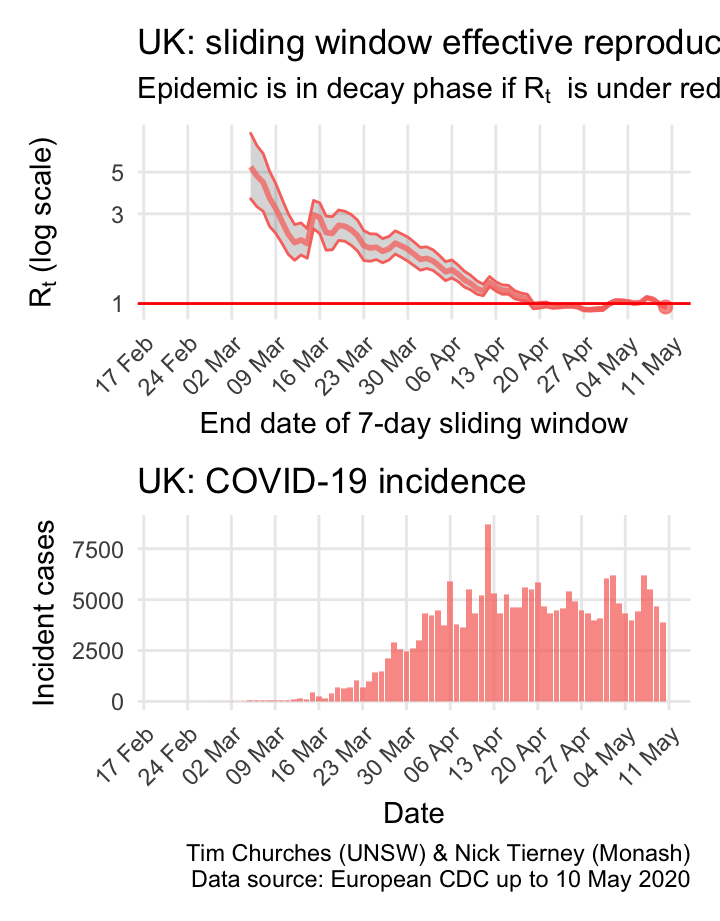 UK: sliding window effective reproduc
Epidemic is in decay phase if Rt is under red
Rt (log scale)
5
3
1
17 Feb
24 Feb
02 Mar
09 Mar
16 Mar
23 Mar
30 Mar
06 Apr
13 Apr
20 Apr
27 Apr
04 May
11 May
End date of 7-day sliding window
UK: COVID-19 incidence
Incident cases
7500
5000
2500
0
17 Feb
24 Feb
02 Mar
09 Mar
16 Mar
23 Mar
30 Mar
06 Apr
13 Apr
20 Apr
27 Apr
04 May
11 May
Date
Tim Churches (UNSW) & Nick Tierney (Monash)
Data source: European CDC up to 10 May 2020